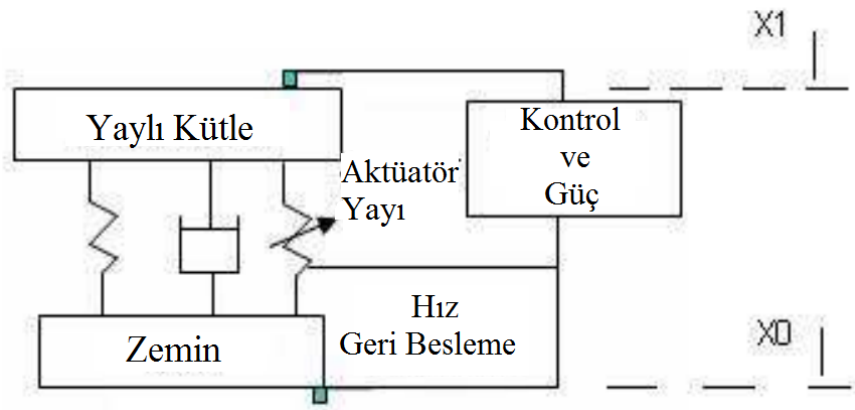 X1
Yaylı Kütle
Kontrol
ve
Güç
Aktüatör
Yayı
Hız
Geri Besleme
Zemin
X0